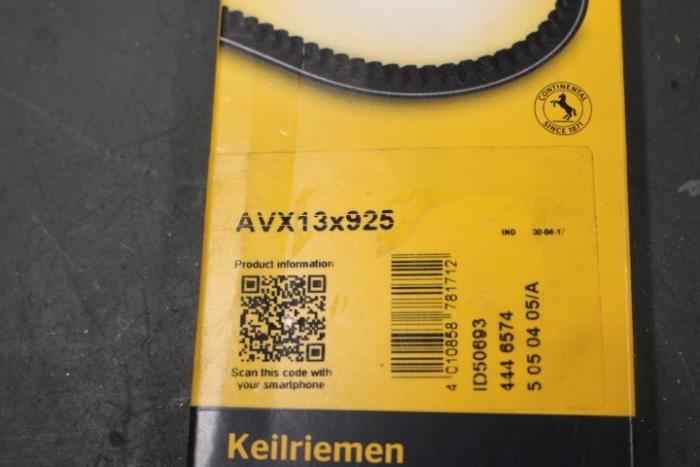 CONTINENTAL
SINCE 1871
AVX13x925
IND 30-04-17
Product information
Scan this code with
your smartphone
4 010858 781712
ID50693
444 6574
5 05 04 05/A
Keilriemen